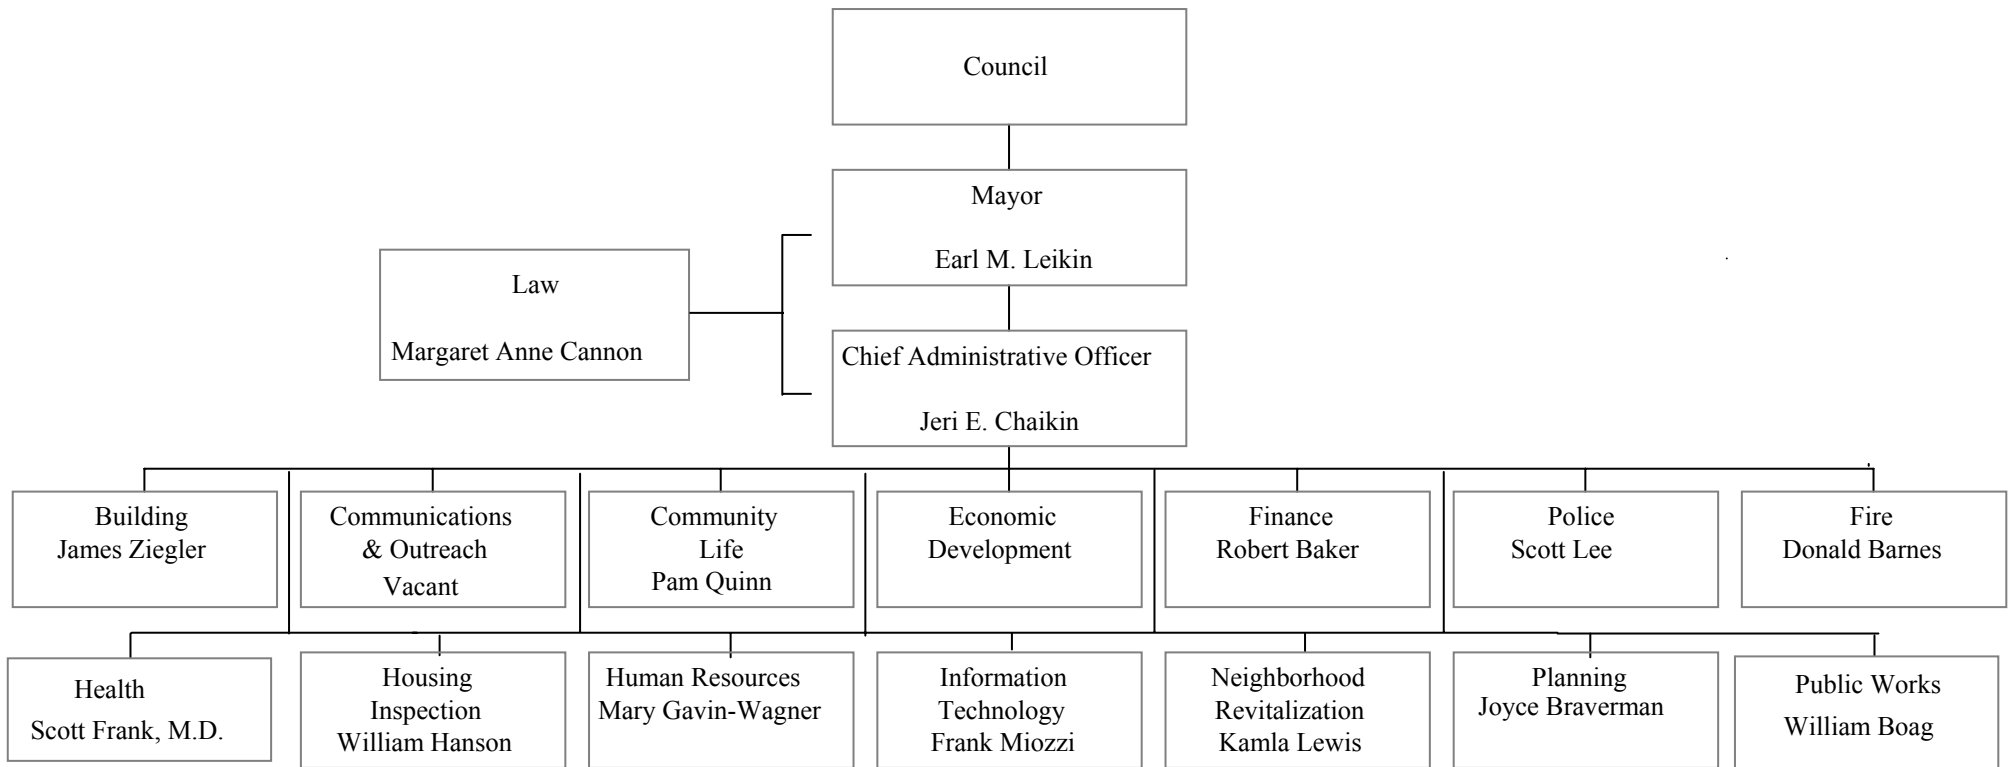 Council
Mayor
Earl M. Leikin
Law
Margaret Anne Cannon
Chief Administrative Officer
Jeri E. Chaikin
Building
James Ziegler
Communications
& Outreach
Vacant
Community
Life
Pam Quinn
Economic
Development
Finance
Robert Baker
Police
Scott Lee
Fire
Donald Barnes
Health
Scott Frank, M.D.
Housing
Inspection
William Hanson
Human Resources
Mary Gavin-Wagner
Information
Technology
Frank Miozzi
Neighborhood
Revitalization
Kamla Lewis
Planning
Joyce Braverman
Public Works
William Boag